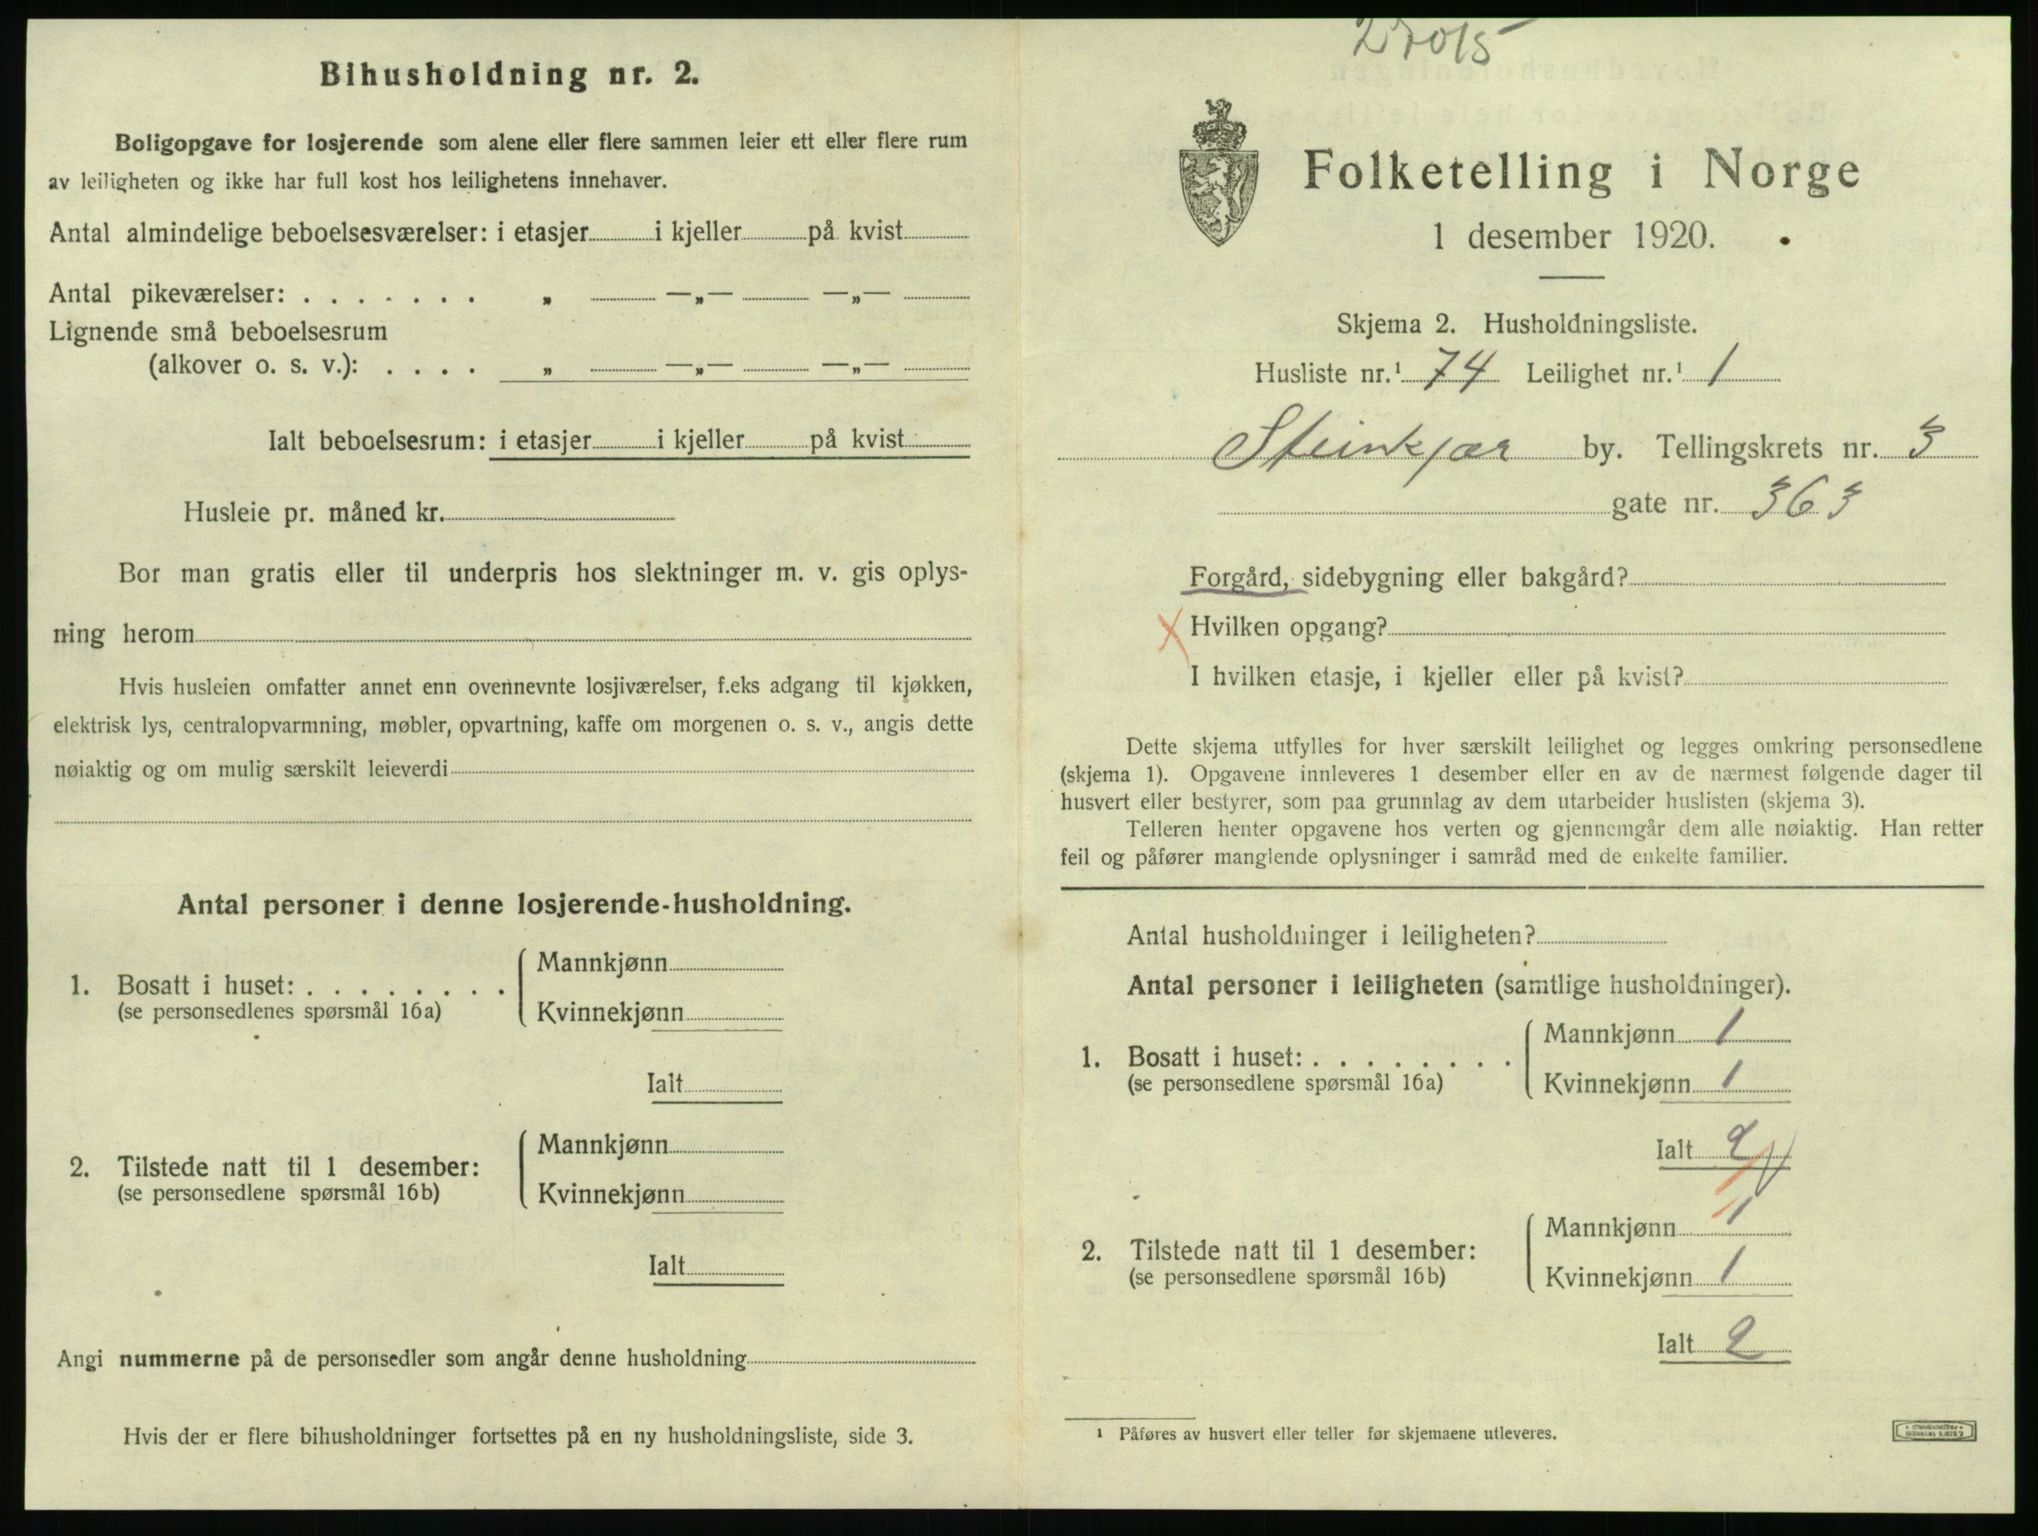 Bihusholdning nr. 2.
Boligopgave for losjerende som alene eller flere sammen leier ett eller flere rum
av leiligheten og ikke har full kost hos leilighetens innehaver.
Antal almindelige beboelsesværelser: i etasjer i kjeller på kvist
Antal pikeværelser: . . . . . . . „ —„— —„—
Lignende små beboelsesrum
(alkover o. s. v.): . . . . „ —„— —„—
Ialt beboelsesrum: i etasjer i kjeller på kvist
Husleie pr. måned kr.
Bor man gratis eller til underpris hos slektninger m. v. gis oplys-
ning herom
Hvis husleien omfatter annet enn ovennevnte losjiværelser, f.eks adgang til kjøkken,
elektrisk lys, centralopvarmning, møbler, opvartning, kaffe om morgenen o. s. v., angis dette
nøiaktig og om mulig særskilt leieverdi
Antal personer i denne losjerende-husholdning.
1. Bosatt i huset: . . . . . . . .
(se personsedlenes spørsmål 16a)
Mannkjønn
Kvinnekjønn
Ialt
2. Tilstede natt til 1 desember:
(se personsedlene spørsmål 16b)
Mannkjønn
Kvinnekjønn
Ialt
Angi nummerne på de personsedler som angår denne husholdning
Hvis der er flere bihusholdninger fortsettes på en ny husholdningsliste, side 3.
Folketelling i Norge
1 desember 1920.
Skjema 2. Husholdningsliste.
Husliste nr.¹ 74 Leilighet nr.¹ 1
Steinkjær by. Tellingskrets nr. 3
gate nr. 363
Forgård, sidebygning eller bakgård?
X Hvilken opgang?
I hvilken etasje, i kjeller eller på kvist?
Dette skjema utfylles for hver særskilt leilighet og legges omkring personsedlene
(skjema 1). Opgavene innleveres 1 desember eller en av de nærmest følgende dager til
husvert eller bestyrer, som paa grunnlag av dem utarbeider huslisten (skjema 3).
Telleren henter opgavene hos verten og gjennemgår dem alle nøiaktig. Han retter
feil og påfører manglende oplysninger i samråd med de enkelte familier.
Antal husholdninger i leiligheten?
Antal personer i leiligheten (samtlige husholdninger).
1. Bosatt i huset: . . . . . . . .
(se personsedlene spørsmål 16a)
Mannkjønn 1
Kvinnekjønn 1
Ialt 2
2. Tilstede natt til 1 desember:
(se personsedlene spørsmål 16b)
Mannkjønn 1
Kvinnekjønn 1
Ialt 2
¹ Påføres av husvert eller teller før skjemaene utleveres.